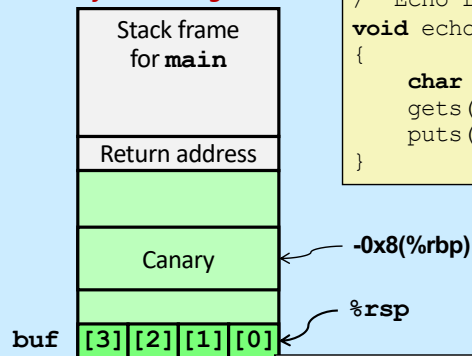 Stack frame
for main
Return address
Canary
-0x8(%rbp)
%rsp
buf [3] [2] [1] [0]
void echo
{
char
gets(
puts(
}